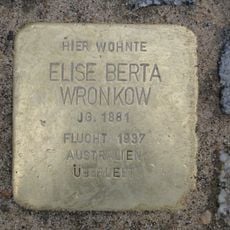 HIER WOHNTE
ELISE BERTA
WRONKOW
JG. 1881
FLUCHT 1937
AUSTRALIEN
ÜBERLEBT